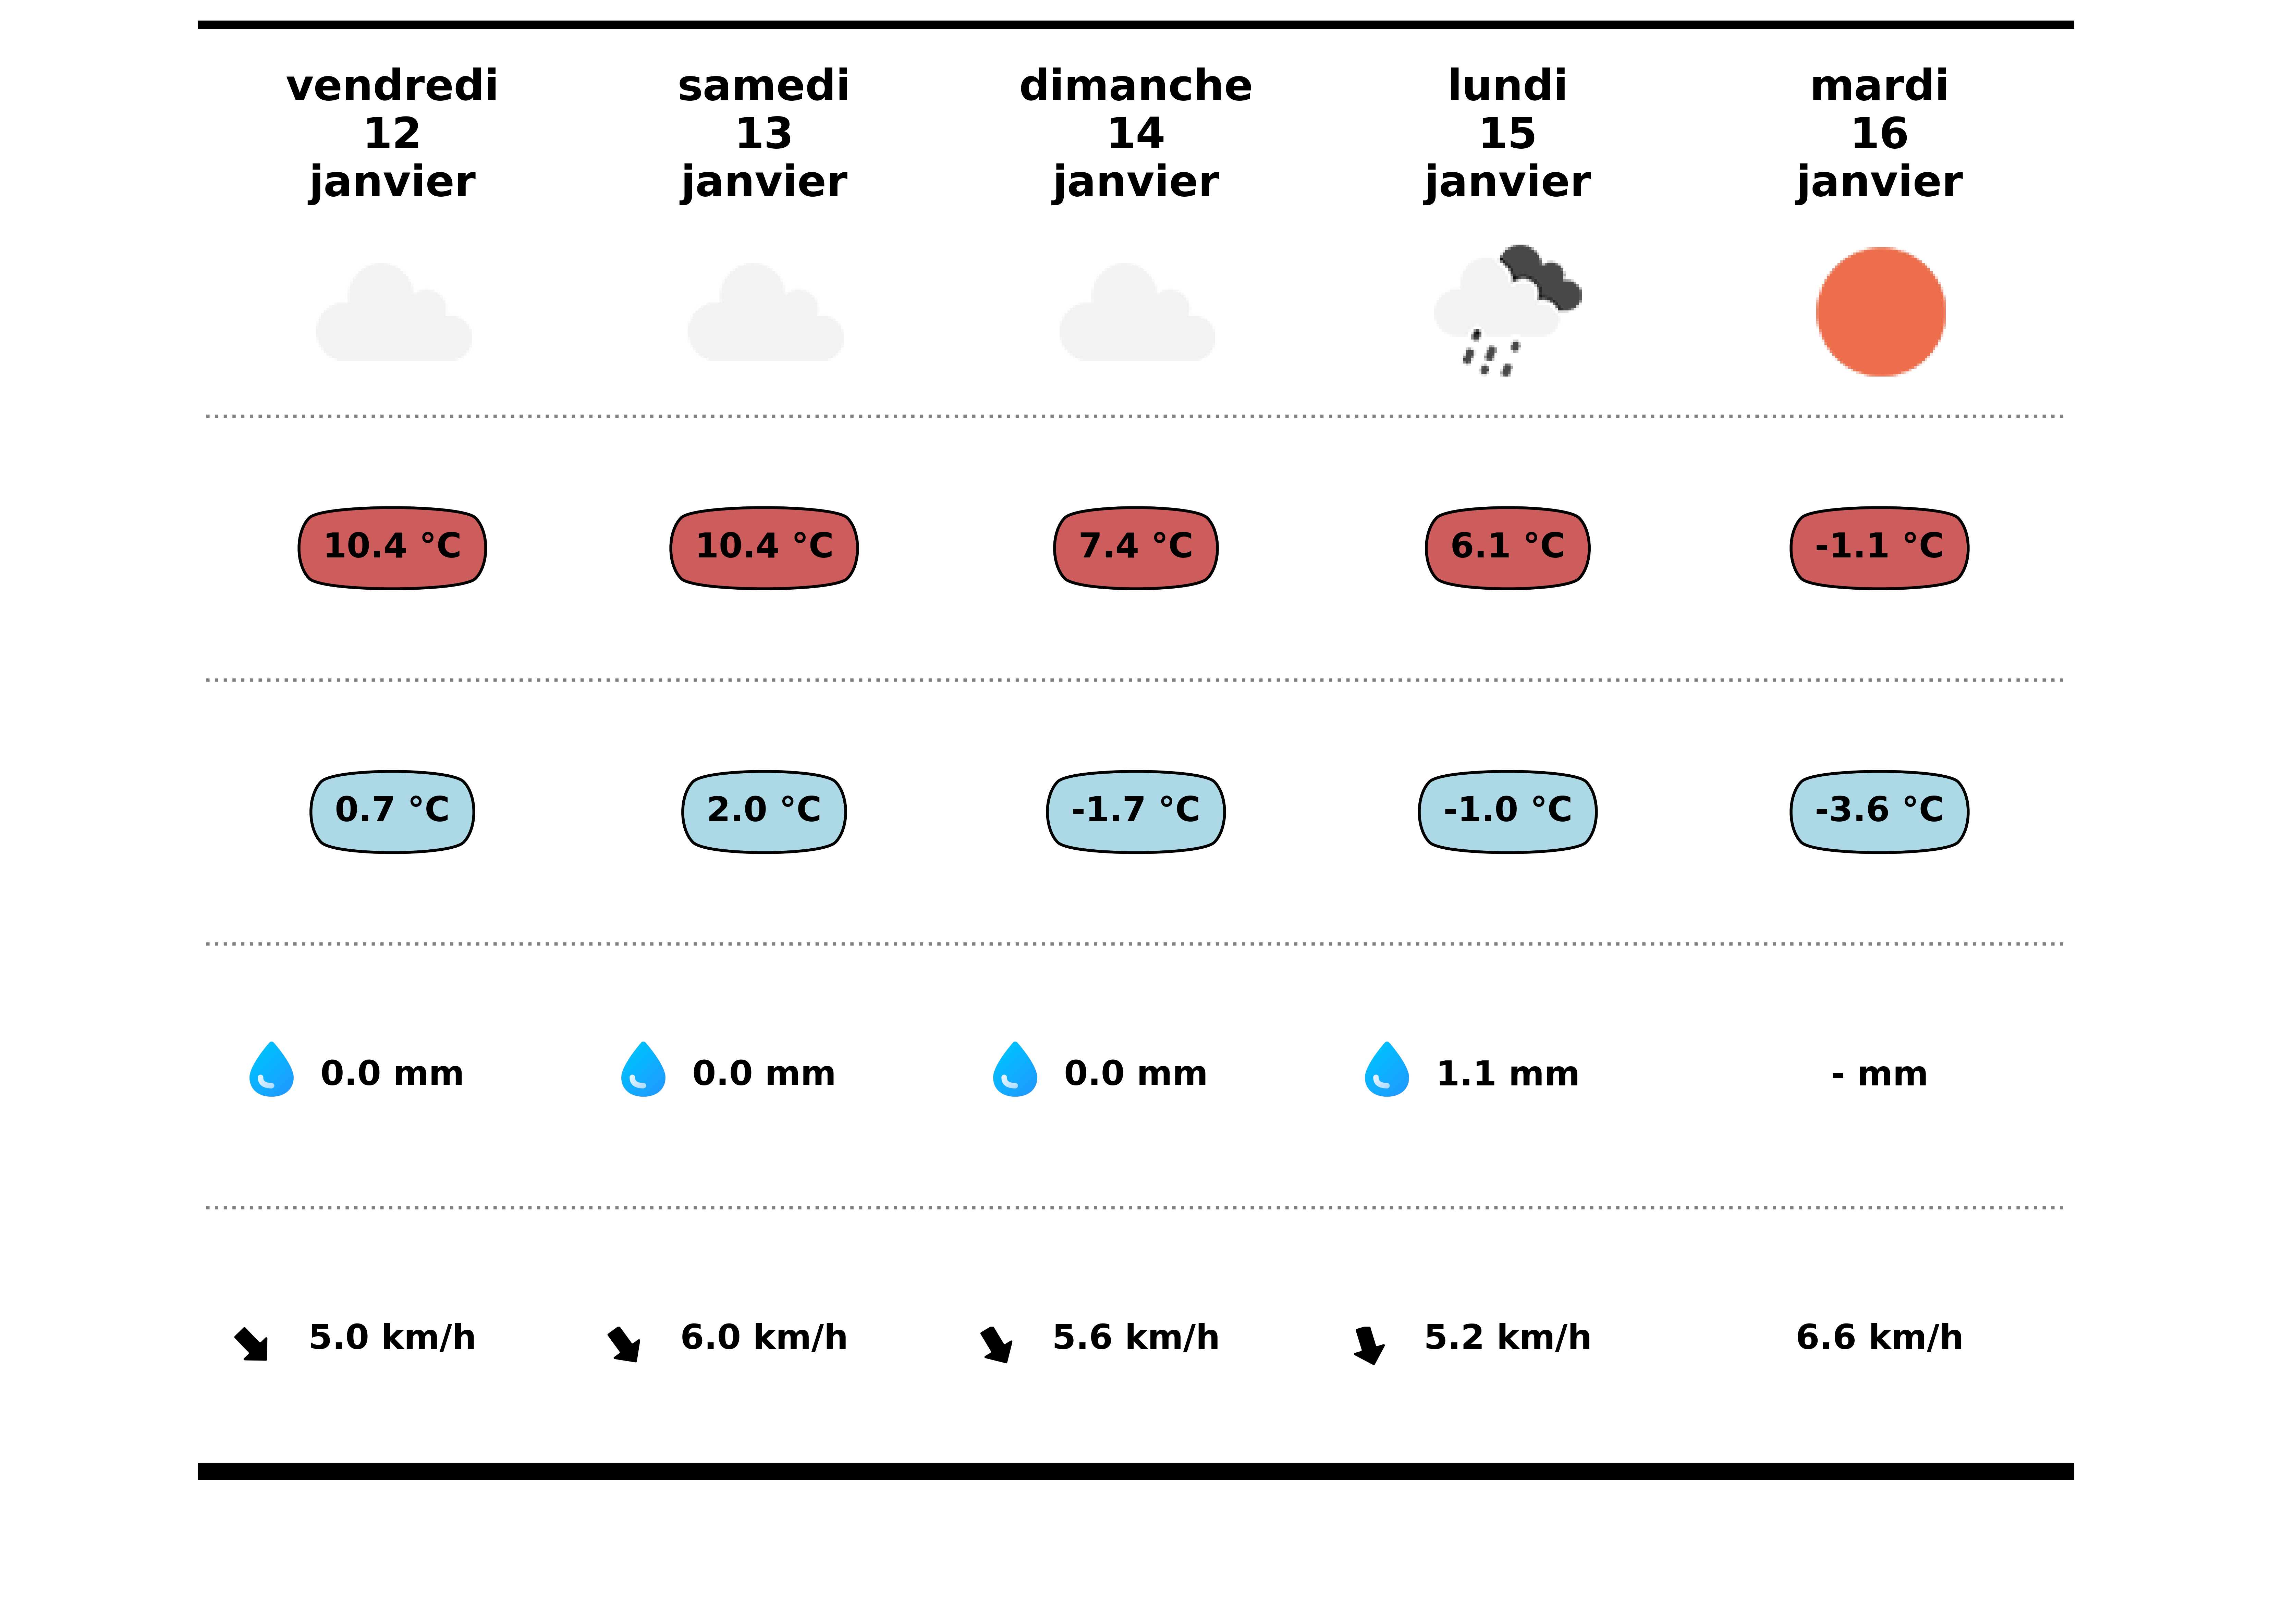 vendredi
12
janvier
samedi
13
janvier
dimanche
14
janvier
lundi
15
janvier
mardi
16
janvier
10.4 °C
10.4 °C
7.4 °C
6.1 °C
-1.1 °C
0.7 °C
2.0 °C
-1.7 °C
-1.0 °C
-3.6 °C
0.0 mm
0.0 mm
0.0 mm
1.1 mm
- mm
5.0 km/h
6.0 km/h
5.6 km/h
5.2 km/h
6.6 km/h